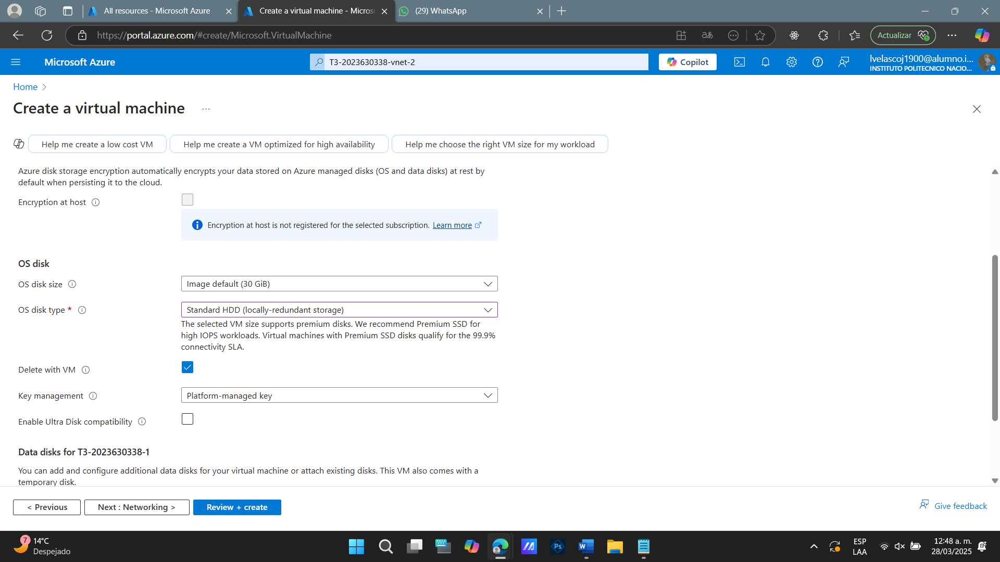 All resources - Microsoft Azure
Create a virtual machine - Micros
(29) WhatsApp
https://portal.azure.com/#create/Microsoft.VirtualMachine
Actualizar
Microsoft Azure
T3-2023630338-vnet-2
Copilot
lvelascoj1900@alumno.i...
INSTITUTO POLITECNICO NACIO...
Home
Create a virtual machine
Help me create a low cost VM
Help me create a VM optimized for high availability
Help me choose the right VM size for my workload
Azure disk storage encryption automatically encrypts your data stored on Azure managed disks (OS and data disks) at rest by
default when persisting it to the cloud.
Encryption at host
Encryption at host is not registered for the selected subscription. Learn more
OS disk
OS disk size
Image default (30 GiB)
OS disk type *
Standard HDD (locally-redundant storage)
The selected VM size supports premium disks. We recommend Premium SSD for
high IOPS workloads. Virtual machines with Premium SSD disks qualify for the 99.9%
connectivity SLA.
Delete with VM
Key management
Platform-managed key
Enable Ultra Disk compatibility
Data disks for T3-2023630338-1
You can add and configure additional data disks for your virtual machine or attach existing disks. This VM also comes with a
temporary disk.
< Previous
Next : Networking >
Review + create
Give feedback
7
14°C
Despejado
Ps
W
ESP
LAA
12:48 a. m.
28/03/2025